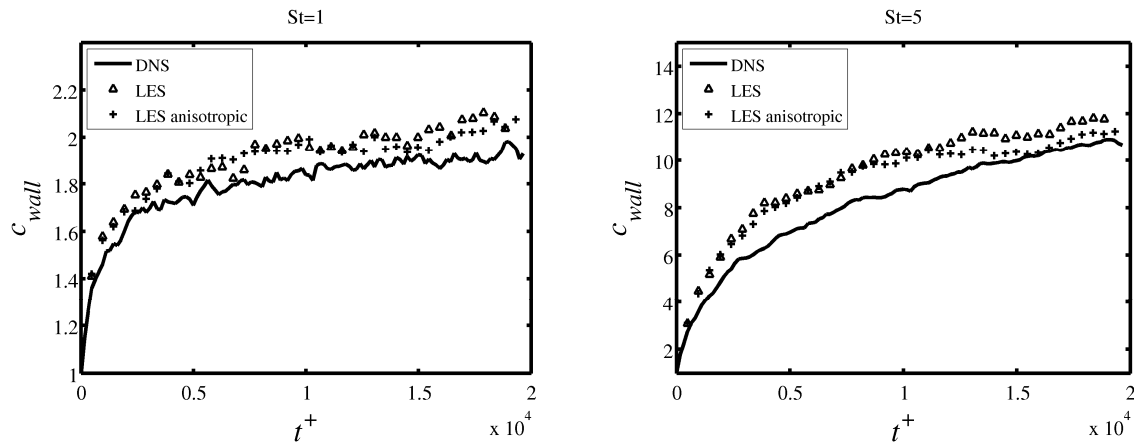 St=1
DNS
LES
LES anisotropic
2.2
2
1.8
1.6
1.4
1.2
1
c wall
0 0.5 1 1.5 2
t+
x 10^4
St=5
DNS
LES
LES anisotropic
14
12
10
8
6
4
2
c wall
0 0.5 1 1.5 2
t+
x 10^4